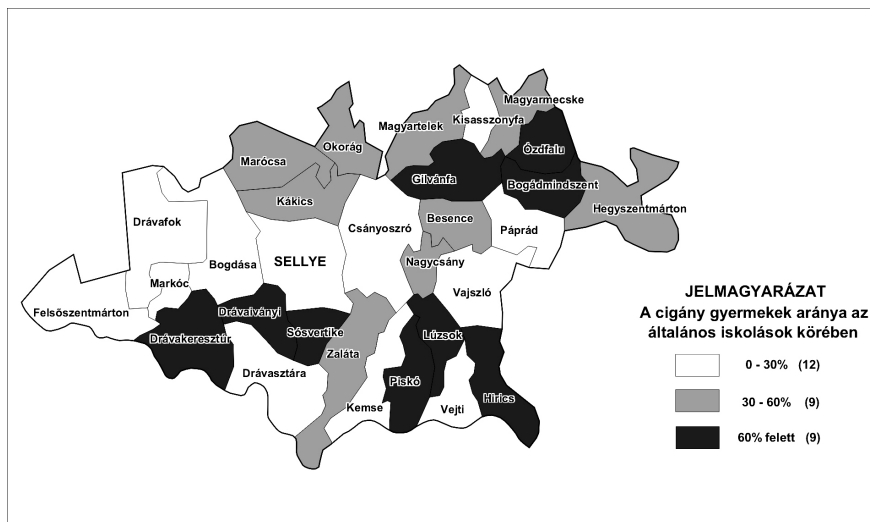 Magyarmecske
Kisasszonyfa
Magyartelek
Okorág
Ózdfalu
Marócsa
Gilvánfa
Bogádmindszent
Kákics
Hegyszentmárton
Drávafok
Csányoszró
Besence
Páprád
SELLYE
Bogdása
Nagycsány
Markóc
Vajszló
Felsõszentmárton
Drávaiványi
Drávakeresztúr
Sósvertike
Lúzsok
Zaláta
Drávasztára
Piskó
Hirics
Kemse
Vejti
JELMAGYARÁZAT
A cigány gyermekek aránya az
általános iskolások körében
0 - 30% (12)
30 - 60% (9)
60% felett (9)